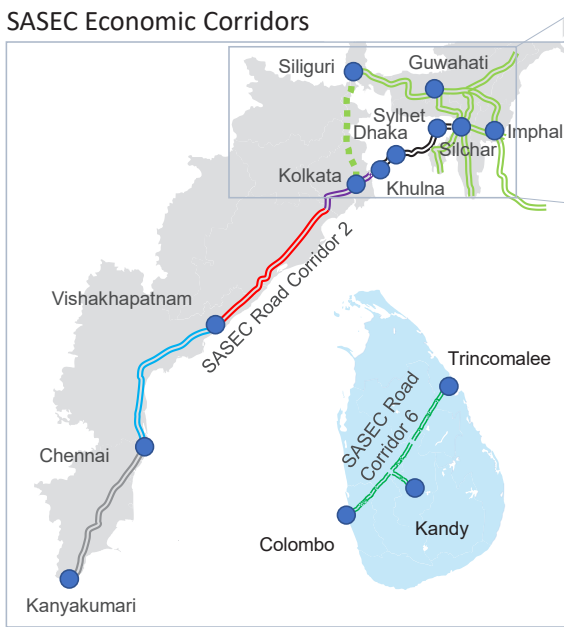 SASEC Economic Corridors
Siliguri
Guwahati
Sylhet
Dhaka
Imphal
Silchar
Kolkata
Khulna
SASEC Road Corridor 2
Vishakhapatnam
Trincomalee
SASEC Road
Corridor 6
Chennai
Kandy
Colombo
Kanyakumari